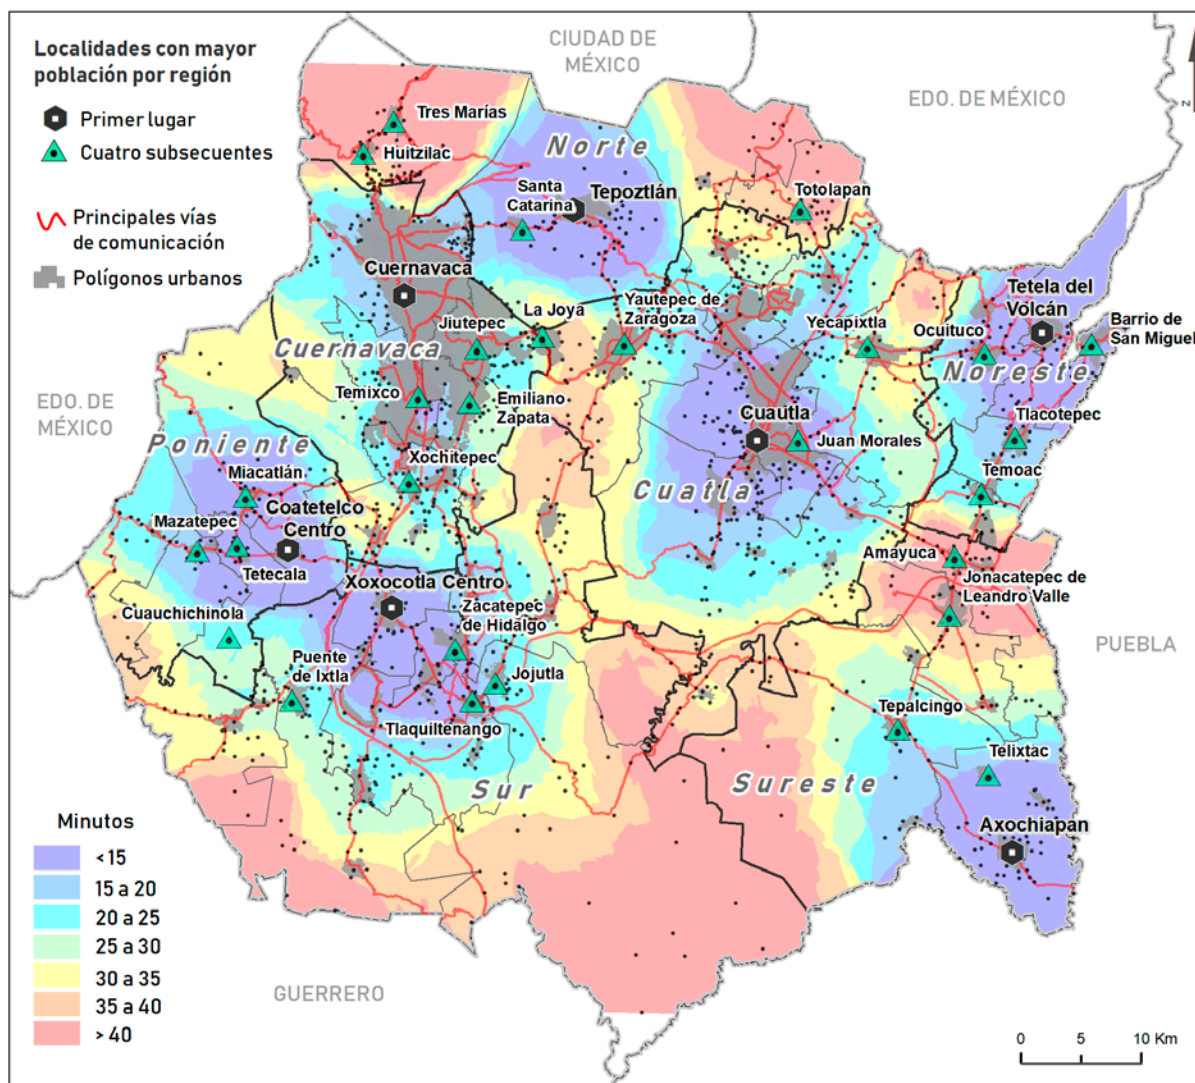 Localidades con mayor
población por región
Primer lugar
Cuatro subsecuentes
Principales vías
de comunicación
Polígonos urbanos
CIUDAD DE
MÉXICO
EDO. DE MÉXICO
z
Tres Marías
Huitzilac
Norte
Santa
Catarina
Tepoztlán
Totolapan
Cuernavaca
Jiutepec
La Joya
Yautepec de
Zaragoza
Yecapixtla
Ocuituco
Tetela del
Volcán
Barrio de
San Miguel
Cuernavaca
Noreste
Temixco
Emiliano
Zapata
Cuautla
Juan Morales
Tlacotepec
EDO. DE
MÉXICO
Poniente
Xochitepec
Miacatlán
Cuatla
Temoac
Coatetelco
Centro
Mazatepec
Tetecala
Amayuca
Xoxocotla Centro
Jonacatepec de
Leandro Valle
Cuauchichinola
Zacatepec
de Hidalgo
PUEBLA
Puente
de Ixtla
Jojutla
Tlaquiltenango
Tepalcingo
Telixtac
Sur
Sureste
Axochiapan
Minutos
< 15
15 a 20
20 a 25
25 a 30
30 a 35
35 a 40
> 40
GUERRERO
0 5 10 Km